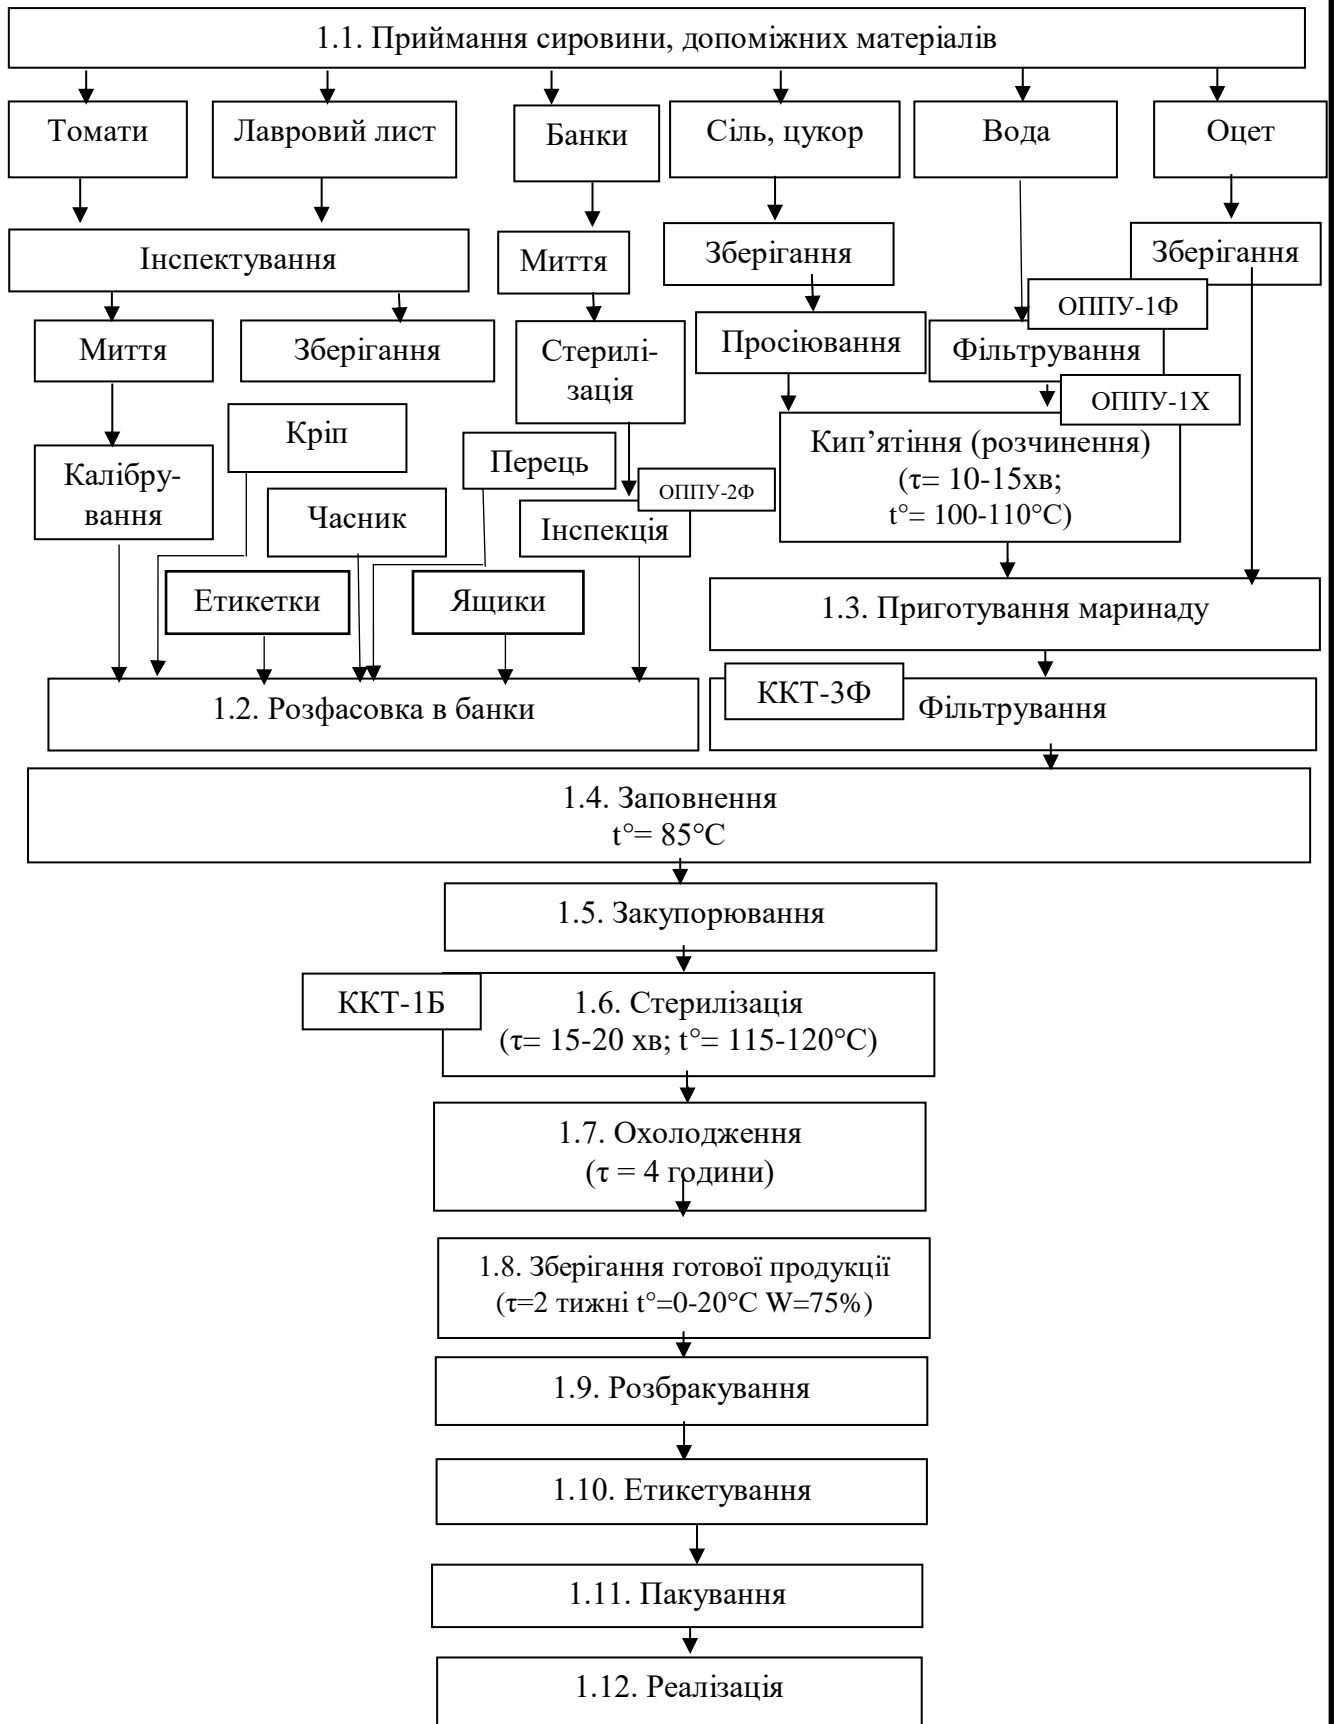 1.1. Приймання сировини, допоміжних матеріалів
Томати
Лавровий лист
Банки
Сіль, цукор
Вода
Оцет
Інспектування
Миття
Зберігання
Зберігання
ОППУ-1Ф
Миття
Зберігання
Стерилі-
зація
Просіювання
Фільтрування
ОППУ-1Х
Кріп
Перець
Кип’ятіння (розчинення)
(τ= 10-15хв;
t°= 100-110°С)
Калібру-
вання
Часник
ОППУ-2Ф
Інспекція
Етикетки
Ящики
1.3. Приготування маринаду
1.2. Розфасовка в банки
ККТ-3Ф
Фільтрування
1.4. Заповнення
t°= 85°С
1.5. Закупорювання
ККТ-1Б
1.6. Стерилізація
(τ= 15-20 хв; t°= 115-120°С)
1.7. Охолодження
(τ = 4 години)
1.8. Зберігання готової продукції
(τ=2 тижні t°=0-20°С W=75%)
1.9. Розбракування
1.10. Етикетування
1.11. Пакування
1.12. Реалізація